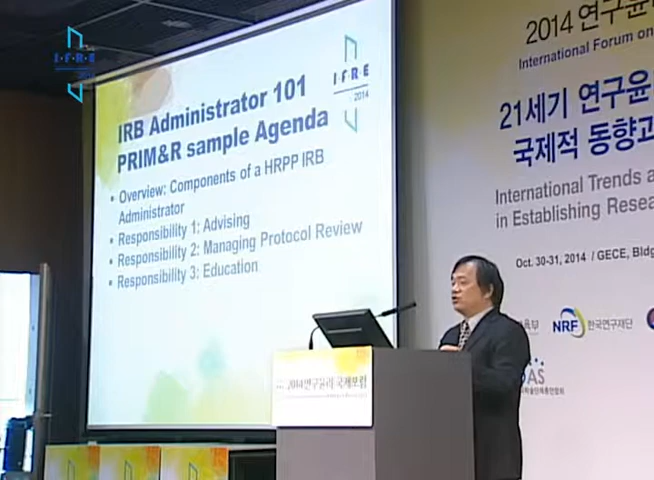 I·F·R·E
IRB Administrator 101
PRIM&R sample Agenda
I F R E
2014
• Overview: Components of a HRPP IRB
Administrator
• Responsibility 1: Advising
• Responsibility 2: Managing Protocol Review
• Responsibility 3: Education
2014 연구윤리
International Forum on
21세기 연구윤
국제적 동향과
International Trends a
in Establishing Resea
Oct. 30-31, 2014 / GECE, Bldg
육부
NRF 한국연구재단
2014 연구윤리 국제포럼